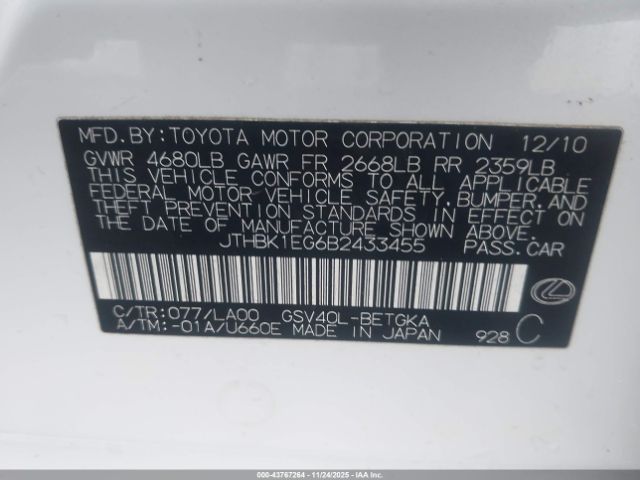 MFD.BY:TOYOTA MOTOR CORPORATION 12/10
GVWR 4680LB GAWR FR 2668LB RR 2359LB
THIS VEHICLE CONFORMS TO ALL APPLICABLE
FEDERAL MOTOR VEHICLE SAFETY,BUMPER,AND
THEFT PREVENTION STANDARDS IN EFFECT ON
THE DATE OF MANUFACTURE SHOWN ABOVE.
JTHBK1EG6B2433455 PASS.CAR
C/TR:077/LA00 GSV40L-BETGKA
A/TM:-01A/U660E MADE IN JAPAN 928 C
000-43767264 - 11/24/2025 - IAAI.COM